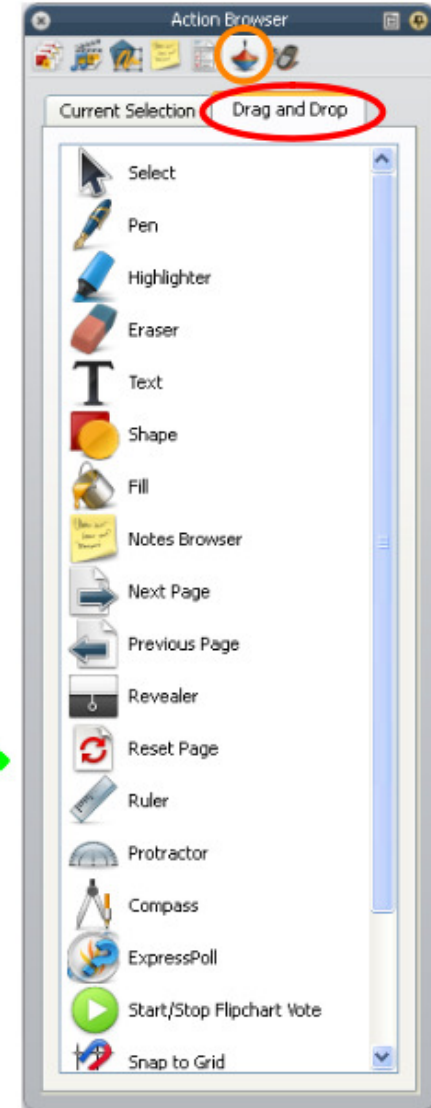 Action Browser
Current Selection Drag and Drop
Select
Pen
Highlighter
Eraser
Text
Shape
Fill
Notes Browser
Next Page
Previous Page
Revealer
Reset Page
Ruler
Protractor
Compass
ExpressPoll
Start/Stop Flipchart Vote
Snap to Grid